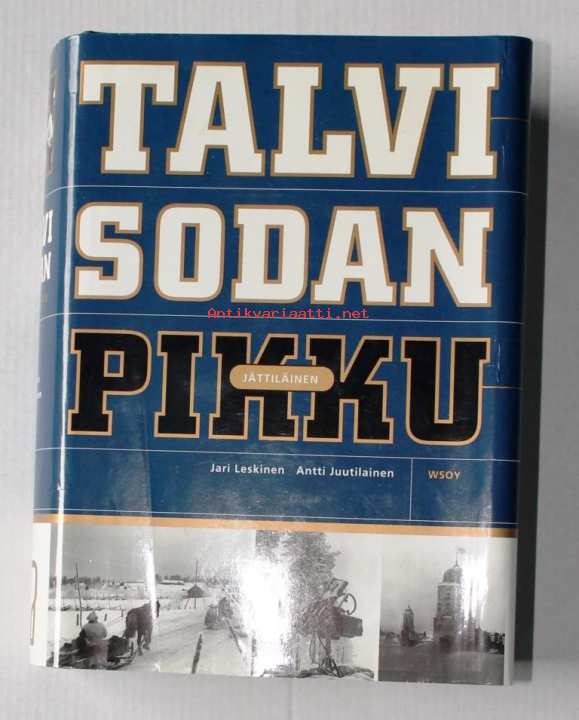 TALVI
SODAN
Antikvariaatti.net
PIKKU
JÄTTILÄINEN
Jari Leskinen Antti Juutilainen
WSOY